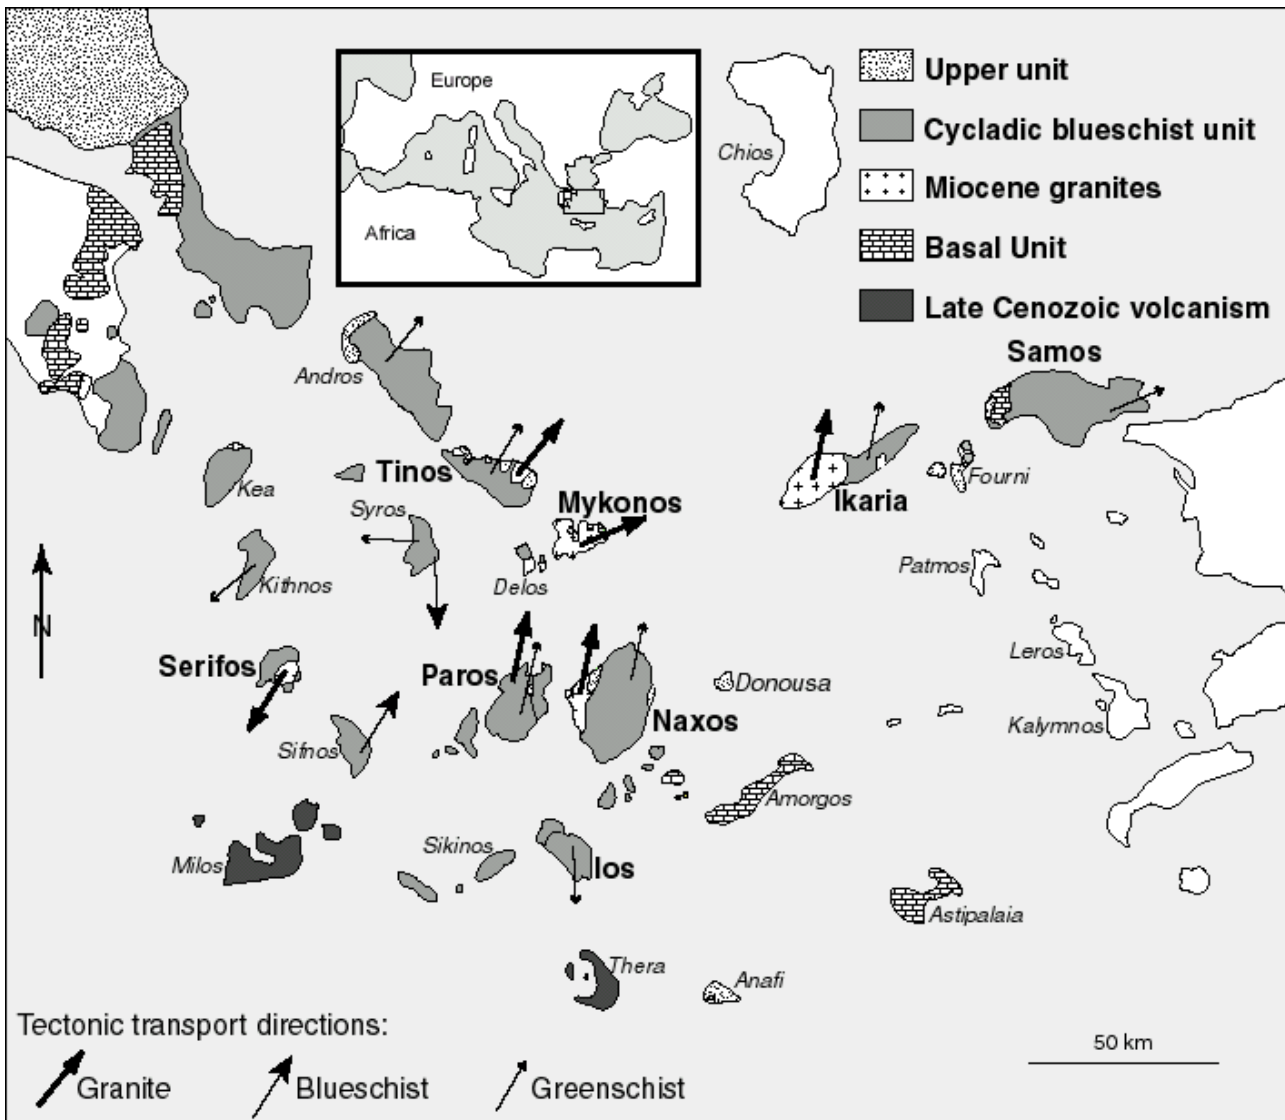 Europe
Africa
Chios
Upper unit
Cycladic blueschist unit
Miocene granites
Basal Unit
Late Cenozoic volcanism
Samos
Andros
Tinos
Kea
Syros
Mykonos
Ikaria
Fourni
Kithnos
Delos
Patmos
N
Serifos
Paros
Naxos
Donousa
Leros
Kalymnos
Sifnos
Amorgos
Milos
Sikinos
Ios
Astipalaia
Thera
Anafi
Tectonic transport directions:
Granite
Blueschist
Greenschist
50 km